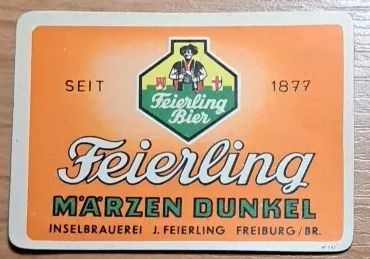 Feierling
Bier
SEIT 1877
Feierling
MÄRZEN DUNKEL
INSELBRAUEREI J. FEIERLING FREIBURG/BR.